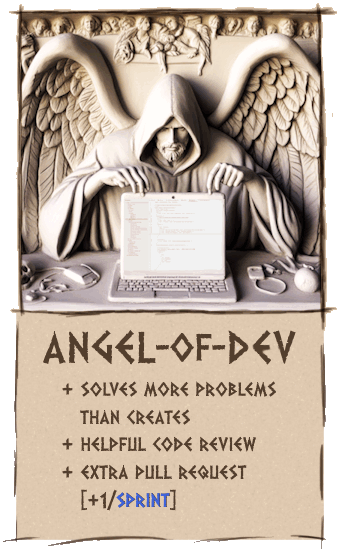 ANGEL-OF-DEV
+ SOLVES MORE PROBLEMS
THAN CREATES
+ HELPFUL CODE REVIEW
+ EXTRA PULL REQUEST
[+1/SPRINT]